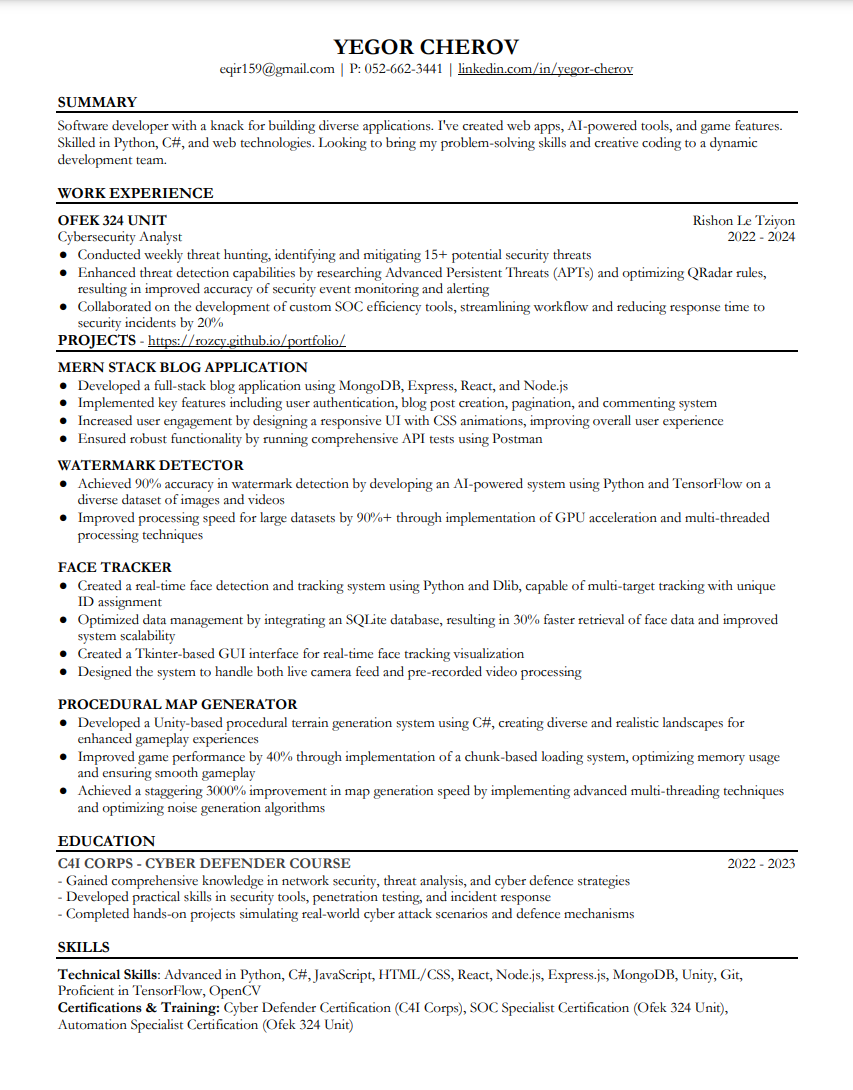 YEGOR CHEROV
eqir159@gmail.com | P: 052-662-3441 | linkedin.com/in/yegor-cherov
SUMMARY
Software developer with a knack for building diverse applications. I've created web apps, AI-powered tools, and game features.
Skilled in Python, C#, and web technologies. Looking to bring my problem-solving skills and creative coding to a dynamic
development team.
WORK EXPERIENCE
OFEK 324 UNIT Rishon Le Tziyon
Cybersecurity Analyst 2022 - 2024
● Conducted weekly threat hunting, identifying and mitigating 15+ potential security threats
● Enhanced threat detection capabilities by researching Advanced Persistent Threats (APTs) and optimizing QRadar rules,
resulting in improved accuracy of security event monitoring and alerting
● Collaborated on the development of custom SOC efficiency tools, streamlining workflow and reducing response time to
security incidents by 20%
PROJECTS - https://rozcy.github.io/portfolio/
MERN STACK BLOG APPLICATION
● Developed a full-stack blog application using MongoDB, Express, React, and Node.js
● Implemented key features including user authentication, blog post creation, pagination, and commenting system
● Increased user engagement by designing a responsive UI with CSS animations, improving overall user experience
● Ensured robust functionality by running comprehensive API tests using Postman
WATERMARK DETECTOR
● Achieved 90% accuracy in watermark detection by developing an AI-powered system using Python and TensorFlow on a
diverse dataset of images and videos
● Improved processing speed for large datasets by 90%+ through implementation of GPU acceleration and multi-threaded
processing techniques
FACE TRACKER
● Created a real-time face detection and tracking system using Python and Dlib, capable of multi-target tracking with unique
ID assignment
● Optimized data management by integrating an SQLite database, resulting in 30% faster retrieval of face data and improved
system scalability
● Created a Tkinter-based GUI interface for real-time face tracking visualization
● Designed the system to handle both live camera feed and pre-recorded video processing
PROCEDURAL MAP GENERATOR
● Developed a Unity-based procedural terrain generation system using C#, creating diverse and realistic landscapes for
enhanced gameplay experiences
● Improved game performance by 40% through implementation of a chunk-based loading system, optimizing memory usage
and ensuring smooth gameplay
● Achieved a staggering 3000% improvement in map generation speed by implementing advanced multi-threading techniques
and optimizing noise generation algorithms
EDUCATION
C4I CORPS - CYBER DEFENDER COURSE 2022 - 2023
- Gained comprehensive knowledge in network security, threat analysis, and cyber defence strategies
- Developed practical skills in security tools, penetration testing, and incident response
- Completed hands-on projects simulating real-world cyber attack scenarios and defence mechanisms
SKILLS
Technical Skills: Advanced in Python, C#, JavaScript, HTML/CSS, React, Node.js, Express.js, MongoDB, Unity, Git,
Proficient in TensorFlow, OpenCV
Certifications & Training: Cyber Defender Certification (C4I Corps), SOC Specialist Certification (Ofek 324 Unit),
Automation Specialist Certification (Ofek 324 Unit)